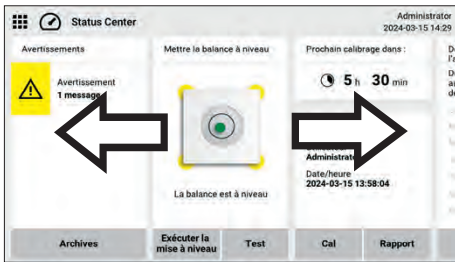 Status Center
Administrator
2024-03-15 14:29
Avertissements
Mettre la balance à niveau
Prochain calibrage dans :
Avertissement
1 message
5 h 30 min
Administrate
Date/heure
2024-03-15 13:58:04
La balance est à niveau
Archives
Exécuter la
mise à niveau
Test
Cal
Rapport